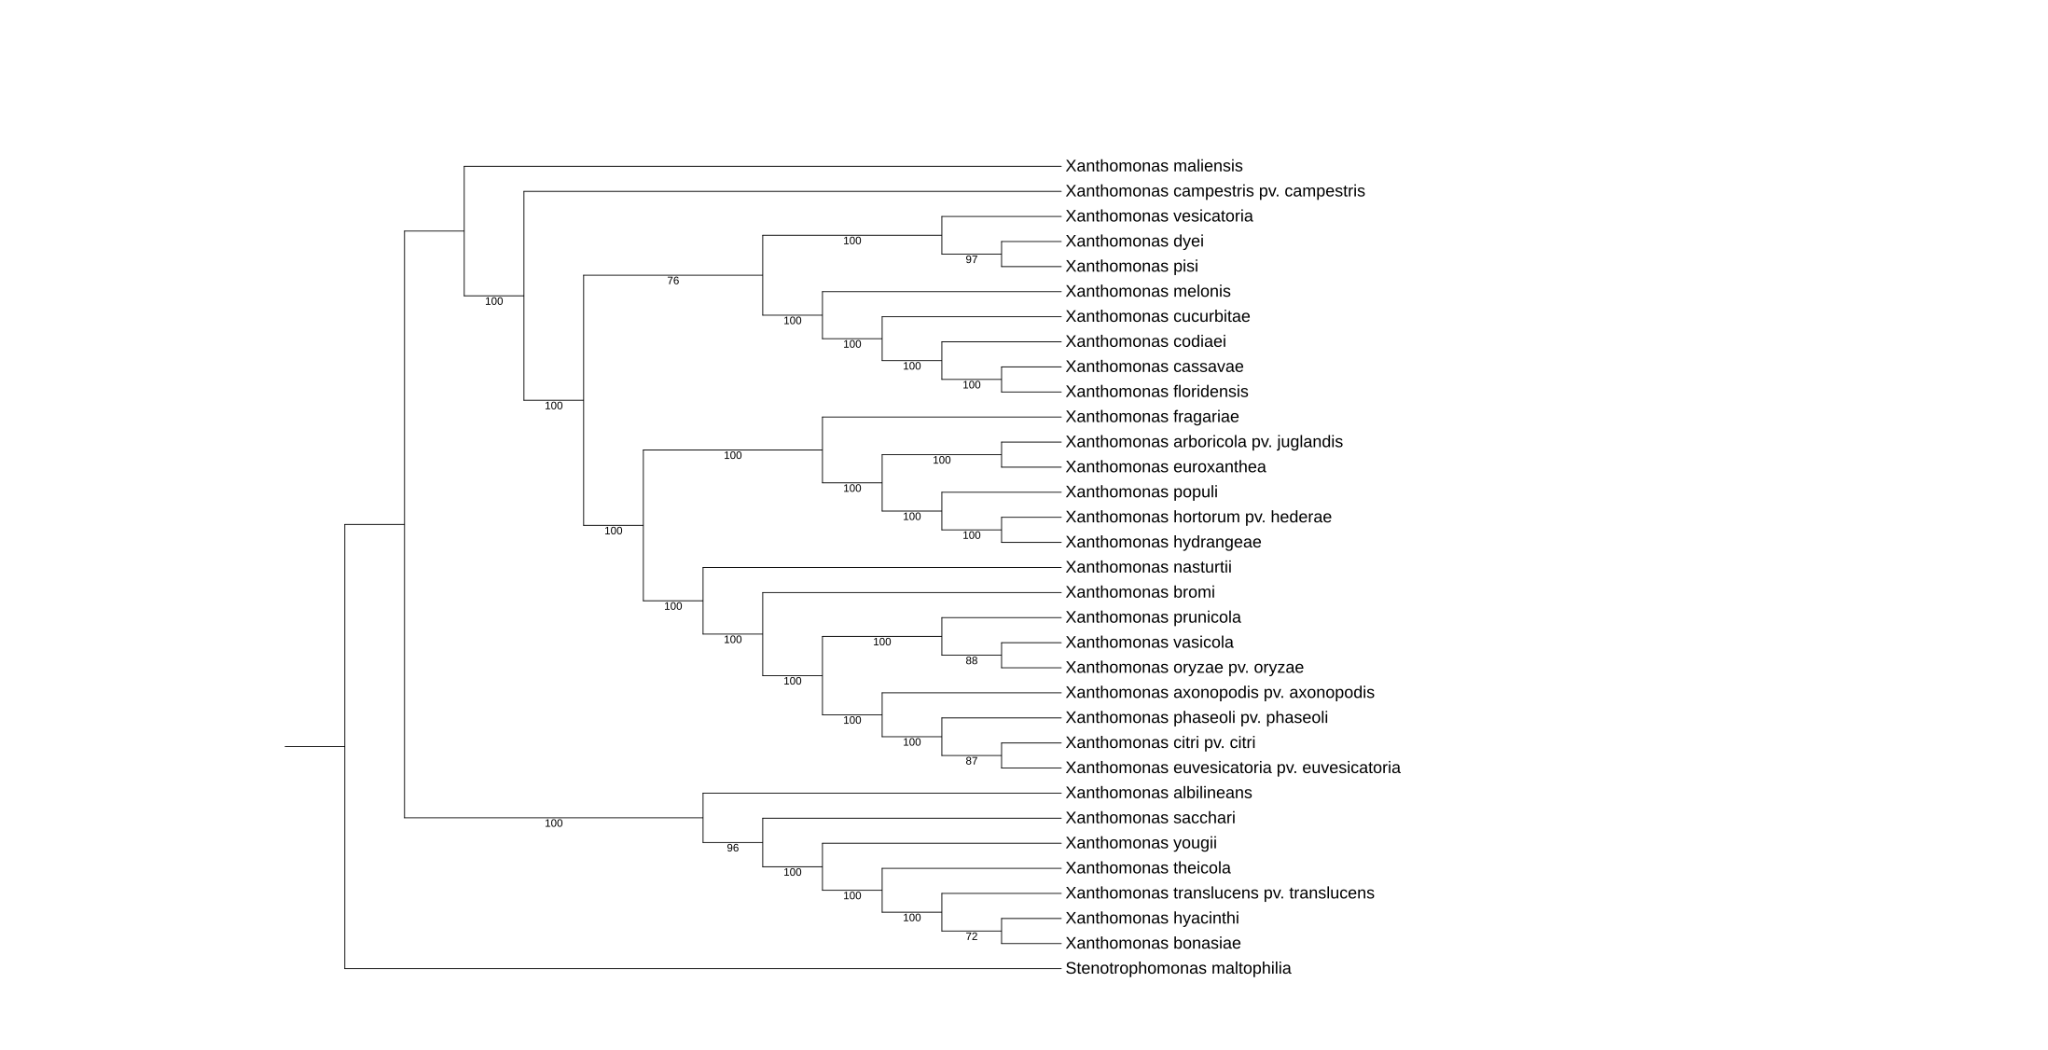 Xanthomonas maliensis
Xanthomonas campestris pv. campestris
Xanthomonas vesicatoria
100
Xanthomonas dyei
97
Xanthomonas pisi
76
Xanthomonas melonis
100
100
Xanthomonas cucurbitae
100
Xanthomonas codiaei
100
Xanthomonas cassavae
100
Xanthomonas floridensis
100
Xanthomonas fragariae
Xanthomonas arboricola pv. juglandis
100
100
Xanthomonas euroxanthea
100
Xanthomonas populi
100
Xanthomonas hortorum pv. hederae
100
100
Xanthomonas hydrangeae
Xanthomonas nasturtii
Xanthomonas bromi
100
Xanthomonas prunicola
100
100
Xanthomonas vasicola
88
Xanthomonas oryzae pv. oryzae
100
Xanthomonas axonopodis pv. axonopodis
100
Xanthomonas phaseoli pv. phaseoli
100
Xanthomonas citri pv. citri
87
Xanthomonas euvesicatoria pv. euvesicatoria
Xanthomonas albilineans
Xanthomonas sacchari
100
Xanthomonas yougii
96
Xanthomonas theicola
100
Xanthomonas translucens pv. translucens
100
Xanthomonas hyacinthi
100
72
Xanthomonas bonasiae
Stenotrophomonas maltophilia